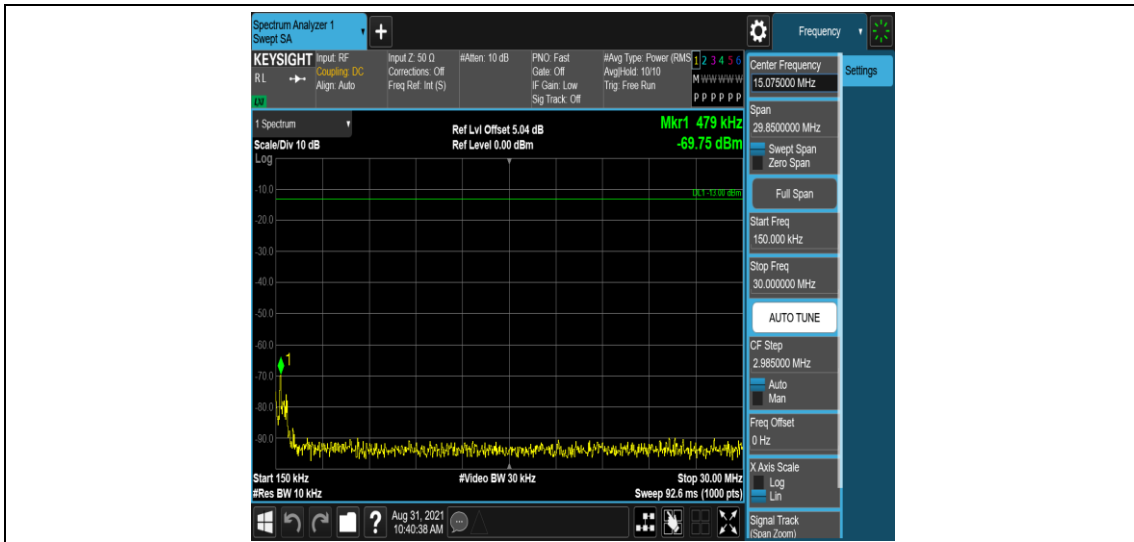 Spectrum Analyzer 1
Swept SA
+
Frequency
KEYSIGHT
RL
Input: RF
Coupling: DC
Align: Auto
Input Z: 50 Ω
Corrections: Off
Freq Ref: Int (S)
#Atten: 10 dB
PNO: Fast
Gate: Off
IF Gain: Low
Sig Track: Off
#Avg Type: Power (RMS
Avg|Hold: 10/10
Trig: Free Run
1 2 3 4 5 6
M W W W W W
P P P P P P
1 Spectrum
Scale/Div 10 dB
Ref Lvl Offset 5.04 dB
Ref Level 0.00 dBm
Mkr1 479 kHz
-69.75 dBm
Log
DL1 -13.00 dBm
-10.0
-20.0
-30.0
-40.0
-50.0
-60.0
-70.0
-80.0
-90.0
1
Start 150 kHz
#Res BW 10 kHz
#Video BW 30 kHz
Stop 30.00 MHz
Sweep 92.6 ms (1000 pts)
Center Frequency
15.075000 MHz
Settings
Span
29.8500000 MHz
Swept Span
Zero Span
Full Span
Start Freq
150.000 kHz
Stop Freq
30.000000 MHz
AUTO TUNE
CF Step
2.985000 MHz
Auto
Man
Freq Offset
0 Hz
X Axis Scale
Log
Lin
Signal Track
(Span Zoom)
?
Aug 31, 2021
10:40:38 AM